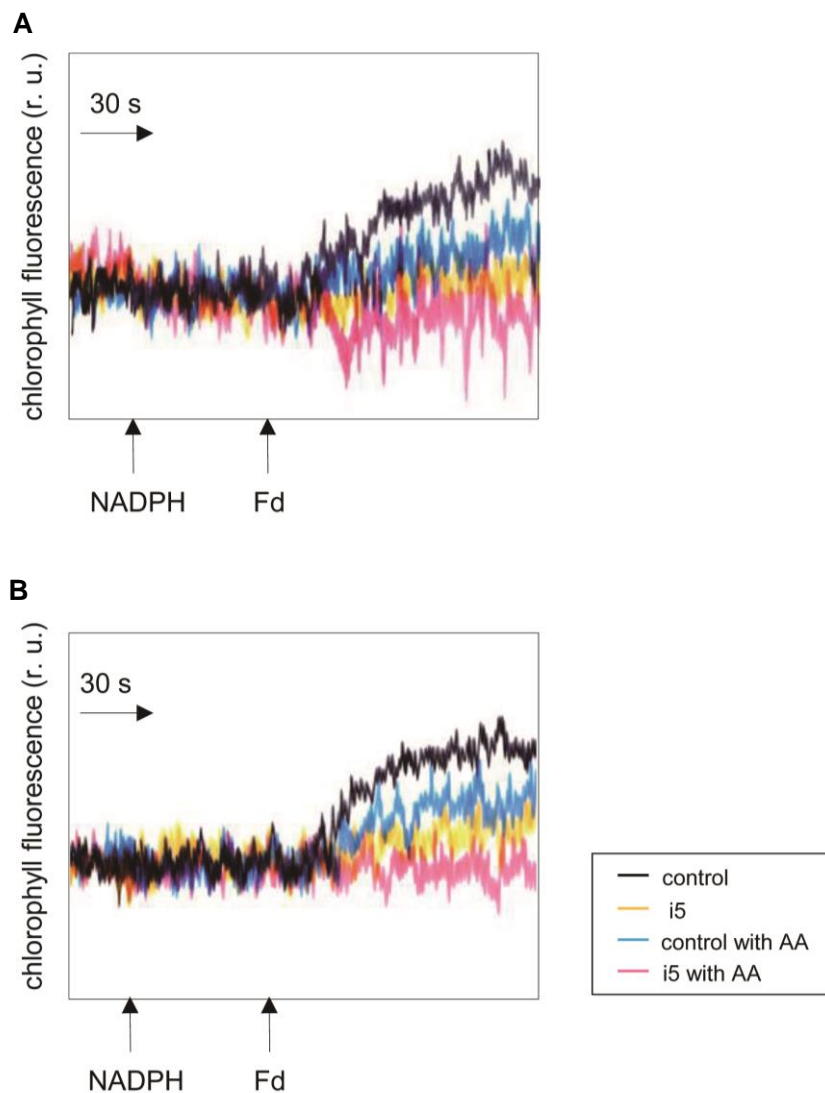 A
chlorophyll fluorescence (r. u.)
30 s
NADPH
Fd
B
chlorophyll fluorescence (r. u.)
30 s
NADPH
Fd
control
i5
control with AA
i5 with AA